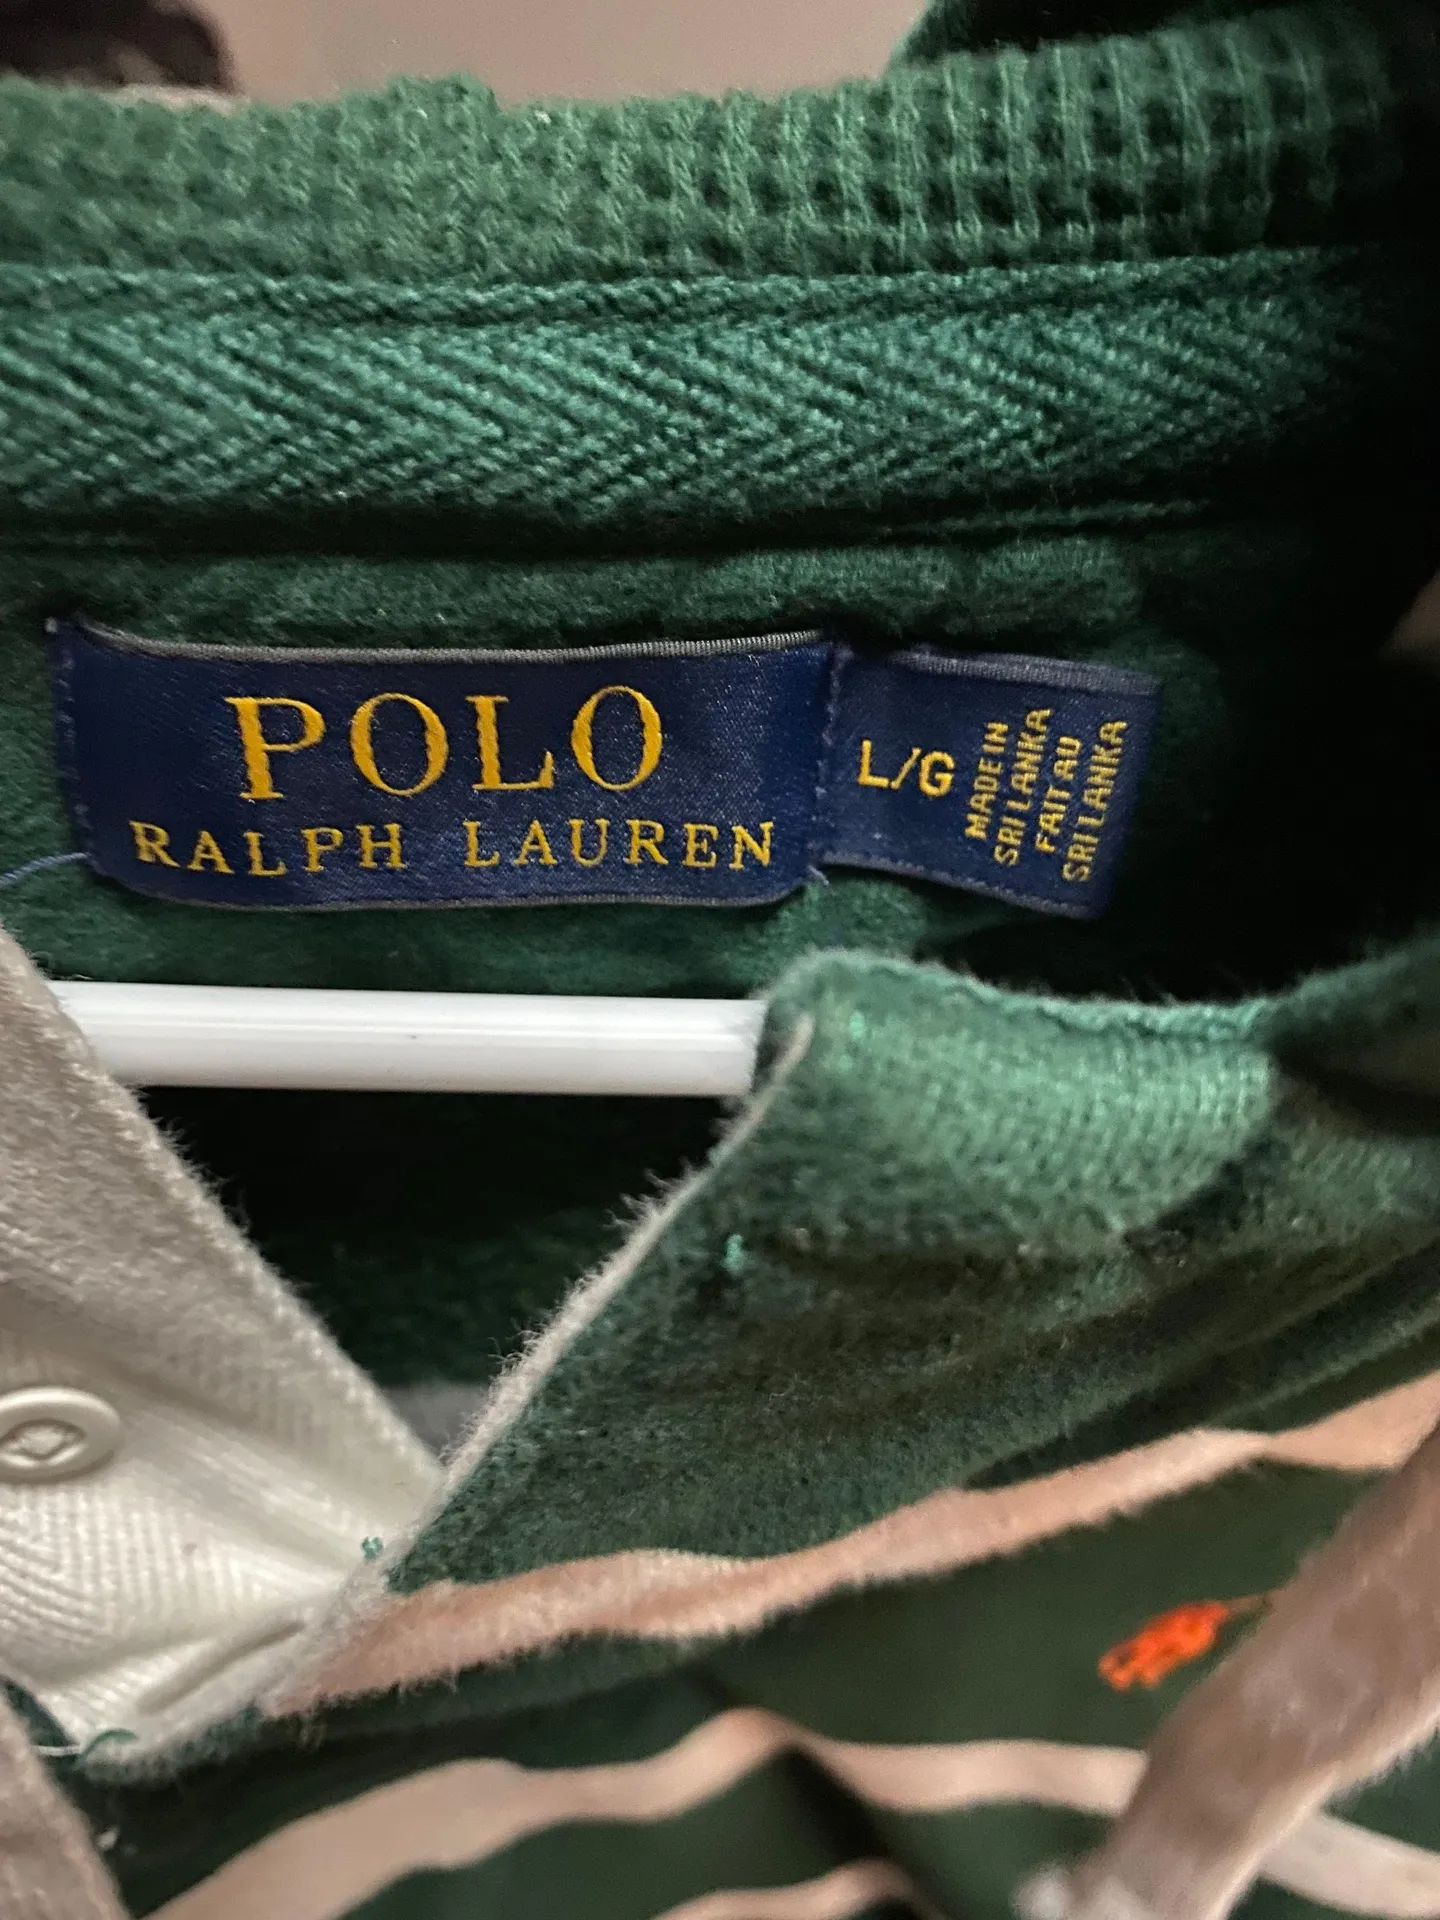 POLO
RALPH LAUREN
L/G
MADE IN
SRI LANKA
FAIT AU
SRI LANKA